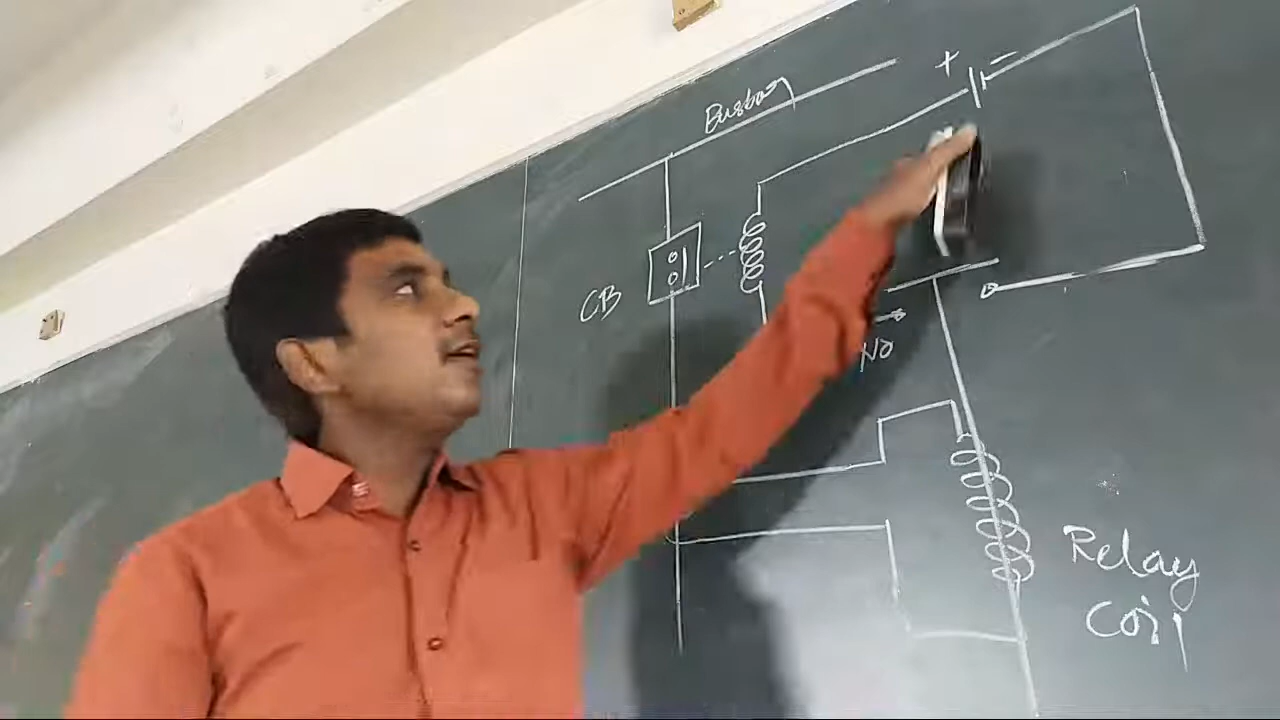 Busbar
+ -
CB
NO
Relay
Coil